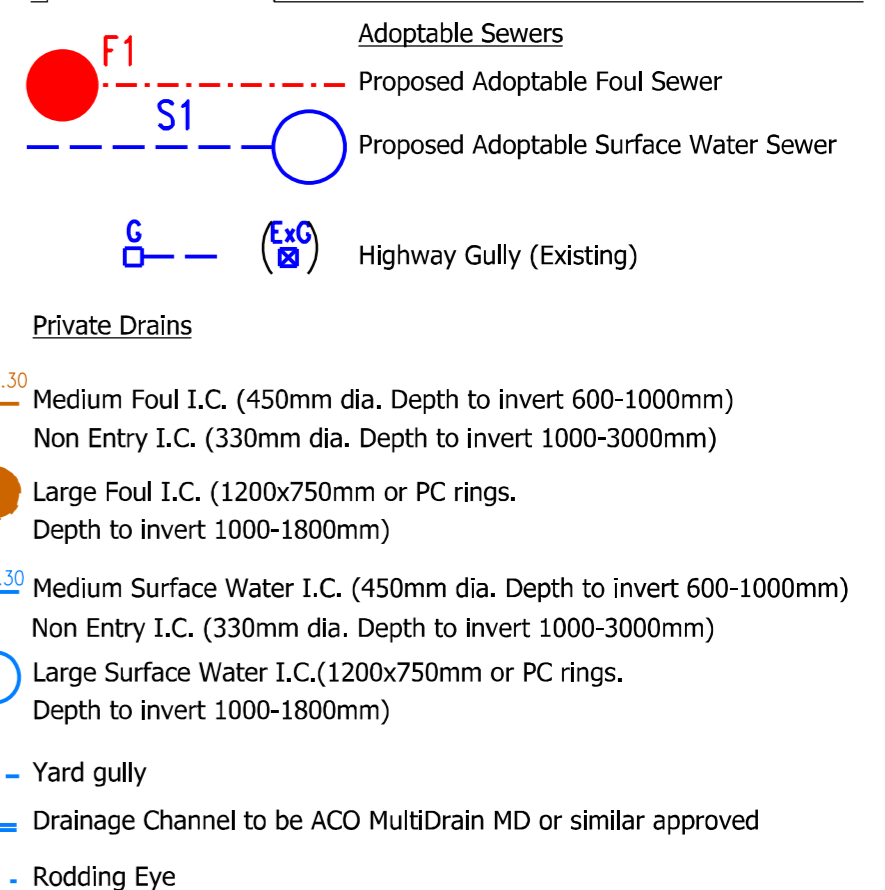 Adoptable Sewers
F1
Proposed Adoptable Foul Sewer
S1
Proposed Adoptable Surface Water Sewer
G
(ExG)
Highway Gully (Existing)
Private Drains
.30
Medium Foul I.C. (450mm dia. Depth to invert 600-1000mm)
Non Entry I.C. (330mm dia. Depth to invert 1000-3000mm)
Large Foul I.C. (1200x750mm or PC rings.
Depth to invert 1000-1800mm)
.30
Medium Surface Water I.C. (450mm dia. Depth to invert 600-1000mm)
Non Entry I.C. (330mm dia. Depth to invert 1000-3000mm)
Large Surface Water I.C.(1200x750mm or PC rings.
Depth to invert 1000-1800mm)
Yard gully
Drainage Channel to be ACO MultiDrain MD or similar approved
Rodding Eye